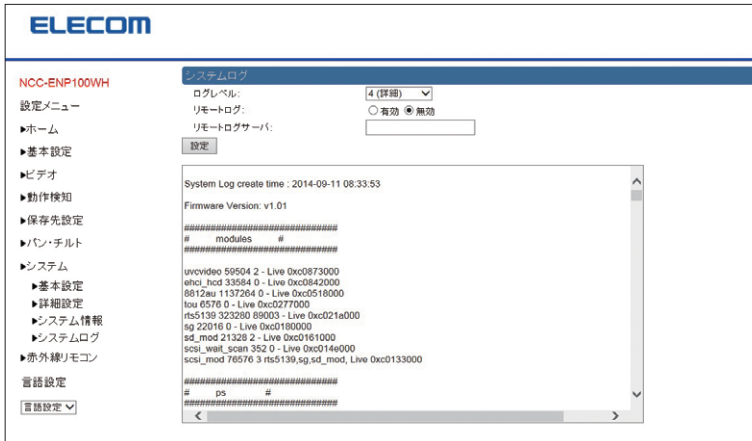 ELECOM
NCC-ENP100WH
設定メニュー
▶ホーム
▶基本設定
▶ビデオ
▶動作検知
▶保存先設定
▶パン・チルト
▶システム
▶基本設定
▶詳細設定
▶システム情報
▶システムログ
▶赤外線リモコン
言語設定
言語設定
システムログ
ログレベル: 4 (詳細)
リモートログ: 有効 無効
リモートログサーバ:
設定
System Log create time : 2014-09-11 08:33:53
Firmware Version: v1.01
##############################
# modules #
##############################
uvcvideo 59504 2 - Live 0xc0873000
ehci_hcd 33584 0 - Live 0xc0842000
8812au 1137264 0 - Live 0xc0518000
tou 6576 0 - Live 0xc0277000
rts5139 323280 89003 - Live 0xc021a000
sg 22016 0 - Live 0xc0180000
sd_mod 21328 2 - Live 0xc0161000
scsi_wait_scan 352 0 - Live 0xc014e000
scsi_mod 76576 3 rts5139,sg,sd_mod, Live 0xc0133000
##############################
# ps #
##############################